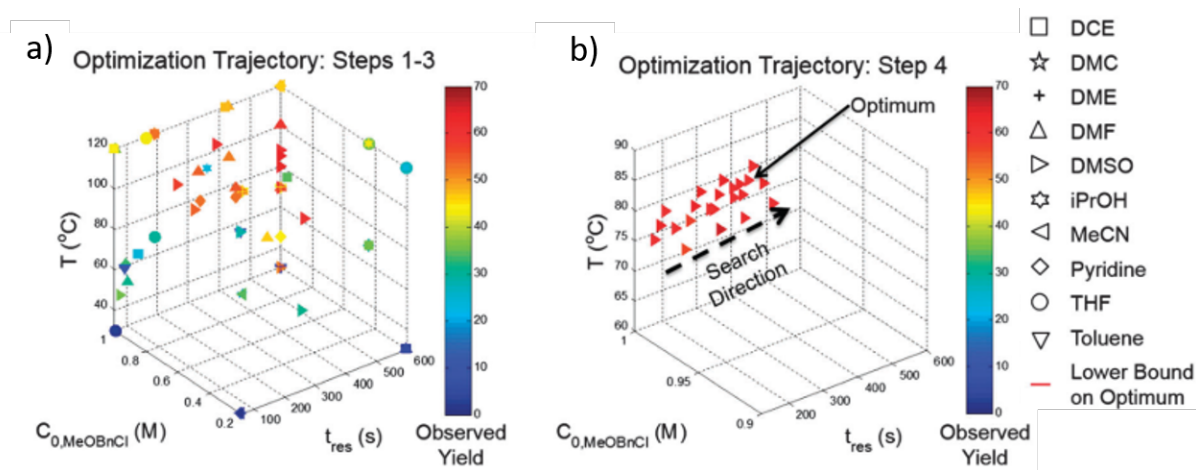 a)
Optimization Trajectory: Steps 1-3
120
100
80
60
40
T (°C)
1
0.8
0.6
0.4
0.2
C0,MeOBnCl (M)
100
200
300
400
500
600
tres (s)
70
60
50
40
30
20
10
0
Observed
Yield
b)
Optimization Trajectory: Step 4
Optimum
Search
Direction
90
85
80
75
70
65
60
T (°C)
1
0.95
0.9
C0,MeOBnCl (M)
200
300
400
500
600
tres (s)
70
60
50
40
30
20
10
0
Observed
Yield
DCE
DMC
DME
DMF
DMSO
iPrOH
MeCN
Pyridine
THF
Toluene
Lower Bound
on Optimum